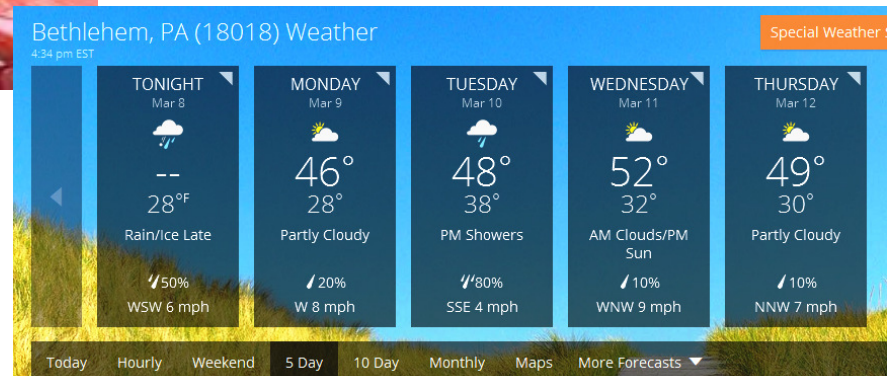 Bethlehem, PA (18018) Weather
4:34 pm EST
Special Weather S
TONIGHT
Mar 8
--
28°F
Rain/Ice Late
50%
WSW 6 mph
MONDAY
Mar 9
46°
28°
Partly Cloudy
20%
W 8 mph
TUESDAY
Mar 10
48°
38°
PM Showers
80%
SSE 4 mph
WEDNESDAY
Mar 11
52°
32°
AM Clouds/PM
Sun
10%
WNW 9 mph
THURSDAY
Mar 12
49°
30°
Partly Cloudy
10%
NNW 7 mph
Today Hourly Weekend 5 Day 10 Day Monthly Maps More Forecasts